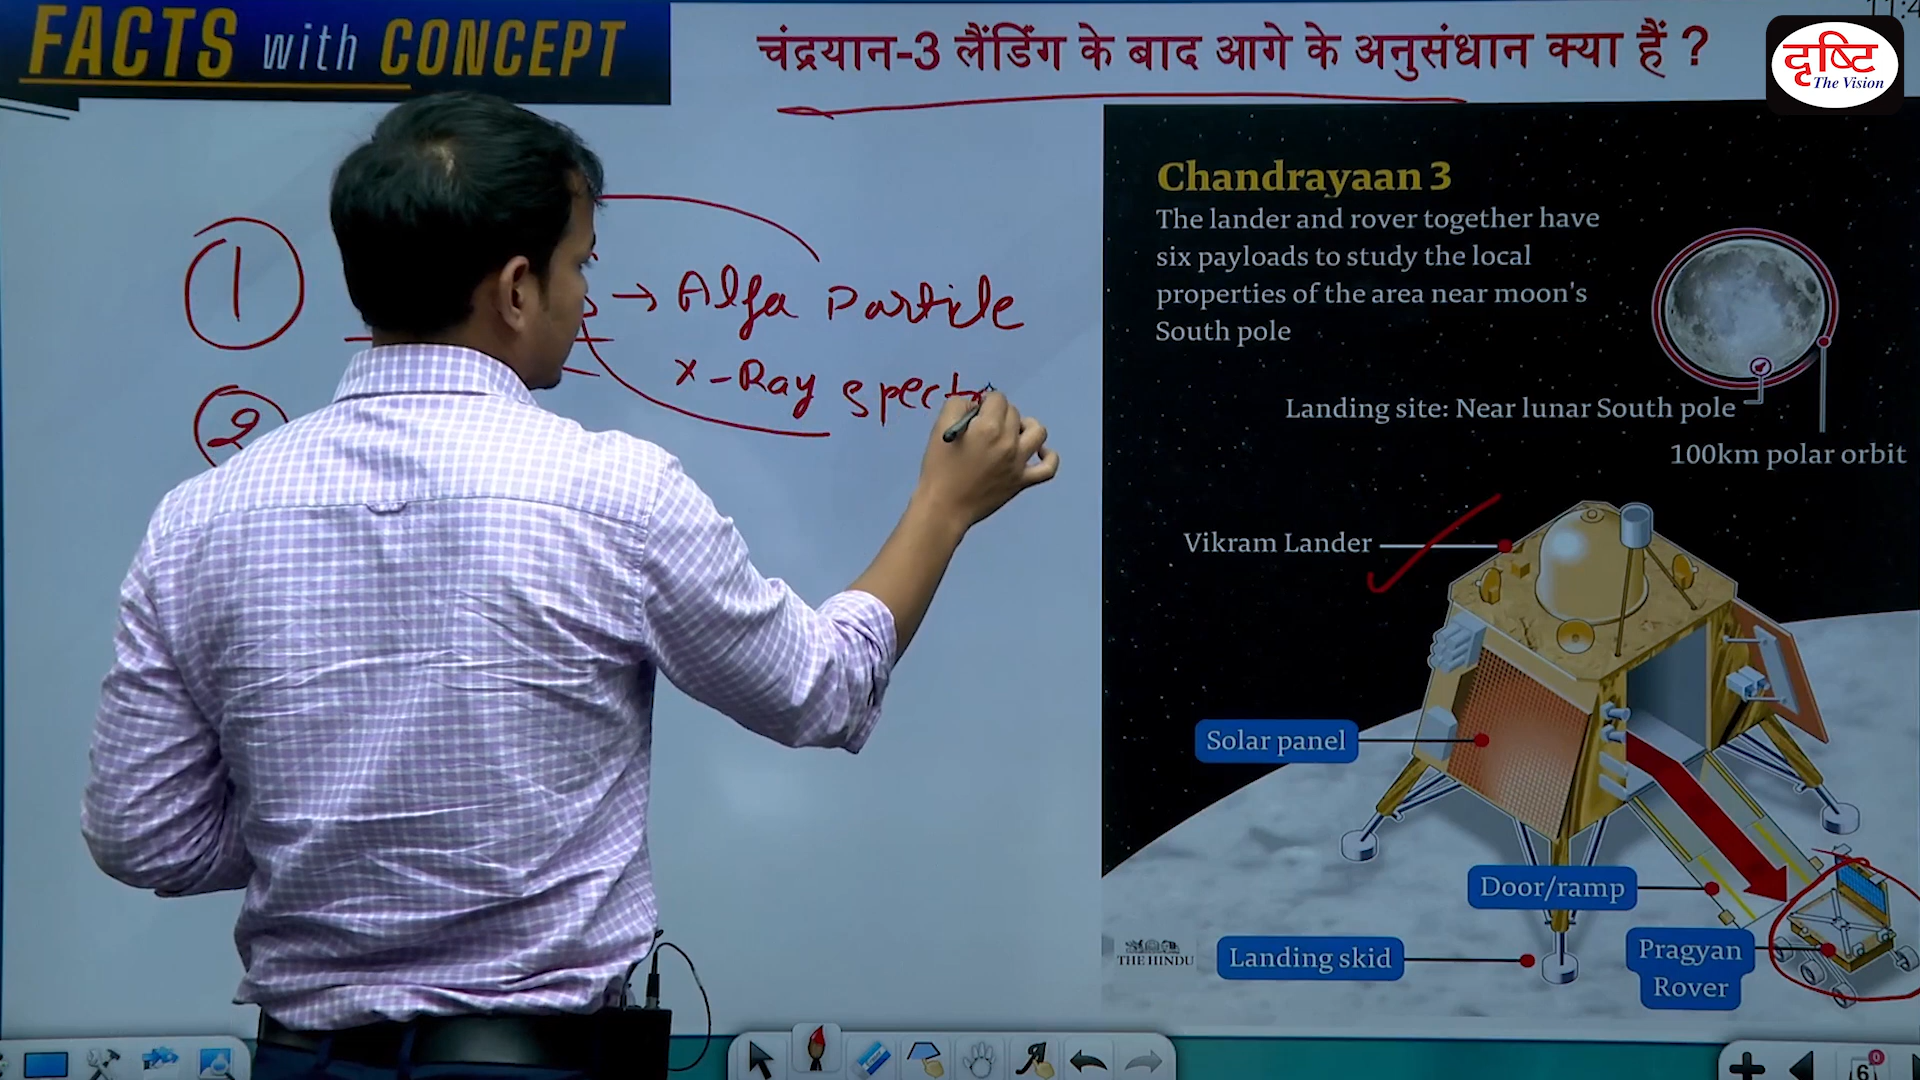 FACTS with CONCEPT
चंद्रयान-3 लैंडिंग के बाद आगे के अनुसंधान क्या हैं ?
दृष्टि
The Vision
1
→ Alfa Particle
X-Ray spectr
2
Chandrayaan 3
The lander and rover together have
six payloads to study the local
properties of the area near moon's
South pole
Landing site: Near lunar South pole
100km polar orbit
Vikram Lander
Solar panel
Door/ramp
Landing skid
Pragyan
Rover
THE HINDU
6
0